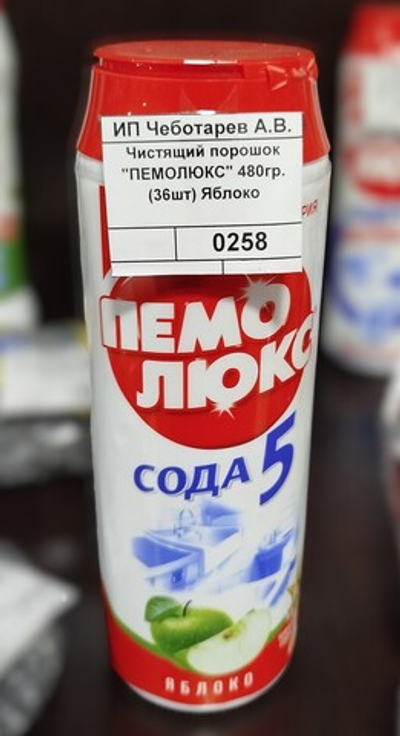 ИП Чеботарев А.В.
Чистящий порошок
"ПЕМОЛЮКС" 480гр.
(36шт) Яблоко
0258
ПЕМО
ЛЮКС
СОДА 5
ЯБЛОКО